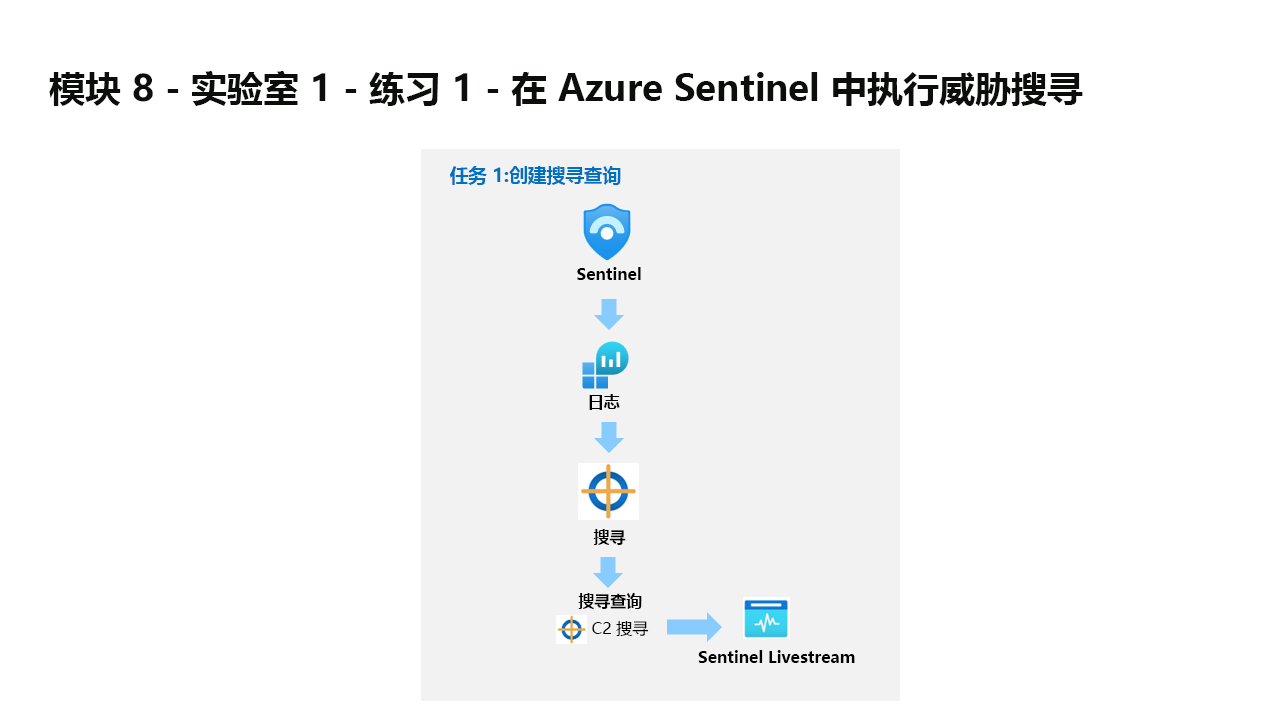 模块 8 - 实验室 1 - 练习 1 - 在 Azure Sentinel 中执行威胁搜寻
任务 1:创建搜寻查询
Sentinel
日志
搜寻
搜寻查询
C2 搜寻
Sentinel Livestream